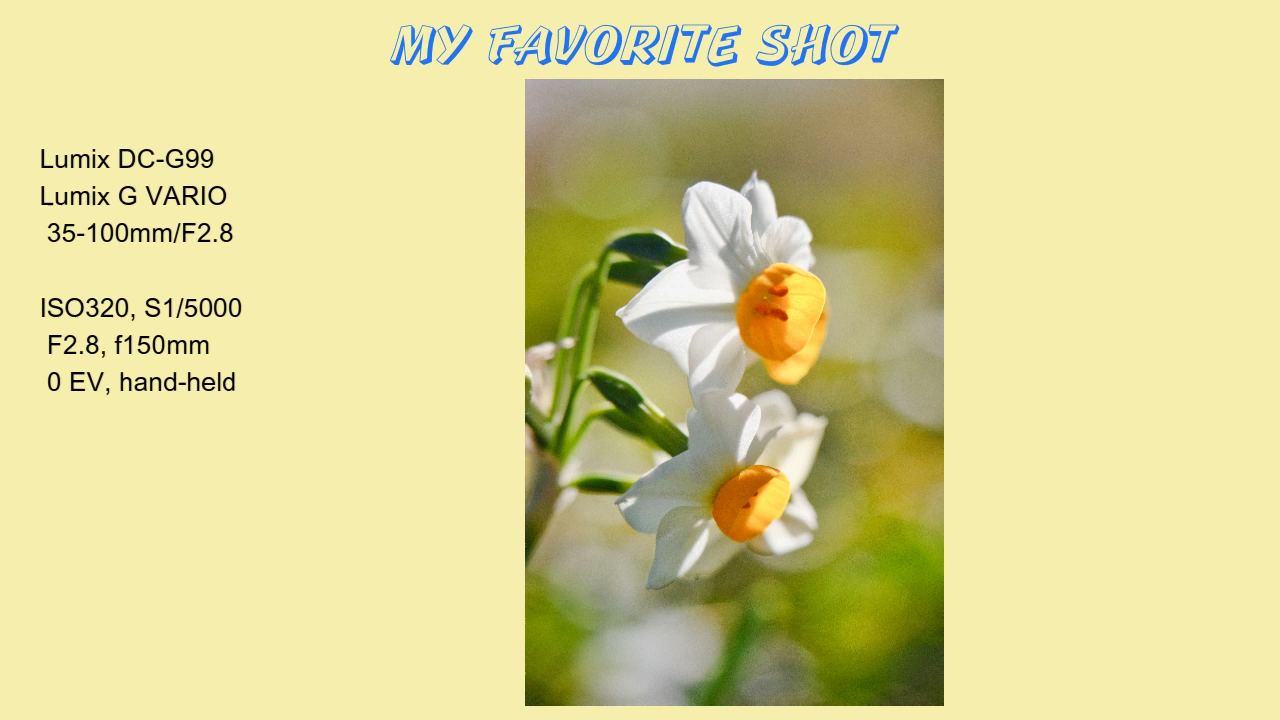 MY FAVORITE SHOT
Lumix DC-G99
Lumix G VARIO
35-100mm/F2.8
ISO320, S1/5000
F2.8, f150mm
0 EV, hand-held